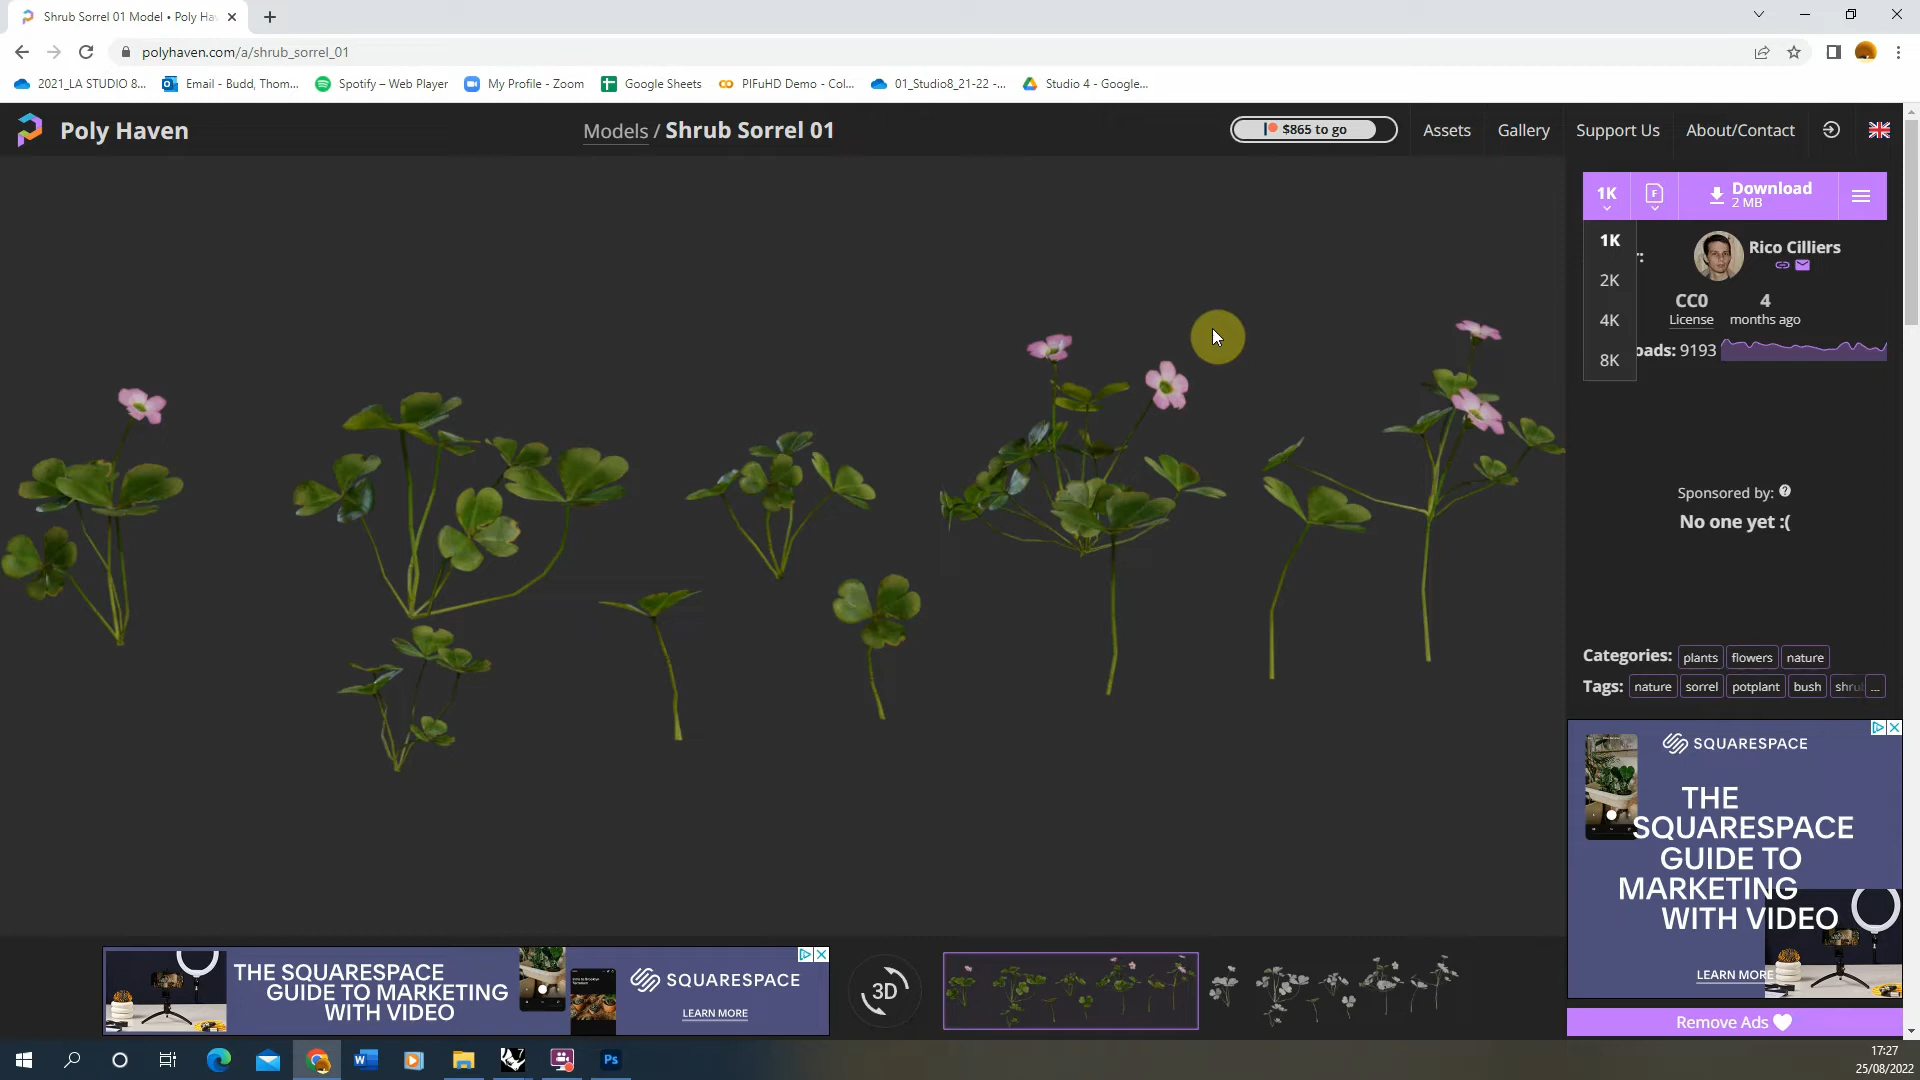 Shrub Sorrel 01 Model • Poly Ha
polyhaven.com/a/shrub_sorrel_01
2021_LA STUDIO 8...
Email - Budd, Thom...
Spotify – Web Player
My Profile - Zoom
Google Sheets
PIFuHD Demo - Col...
01_Studio8_21-22 -...
Studio 4 - Google...
Poly Haven
Models / Shrub Sorrel 01
$865 to go
Assets
Gallery
Support Us
About/Contact
1K
Download
2 MB
1K
2K
4K
8K
r:
Rico Cilliers
CC0
License
4
months ago
oads: 9193
Sponsored by: ?
No one yet :(
Categories: plants flowers nature
Tags: nature sorrel potplant bush shru ...
SQUARESPACE
THE
SQUARESPACE
GUIDE TO
MARKETING
WITH VIDEO
LEARN MORE
Remove Ads
THE SQUARESPACE
GUIDE TO MARKETING
WITH VIDEO
SQUARESPACE
LEARN MORE
3D
Ps
17:27
25/08/2022